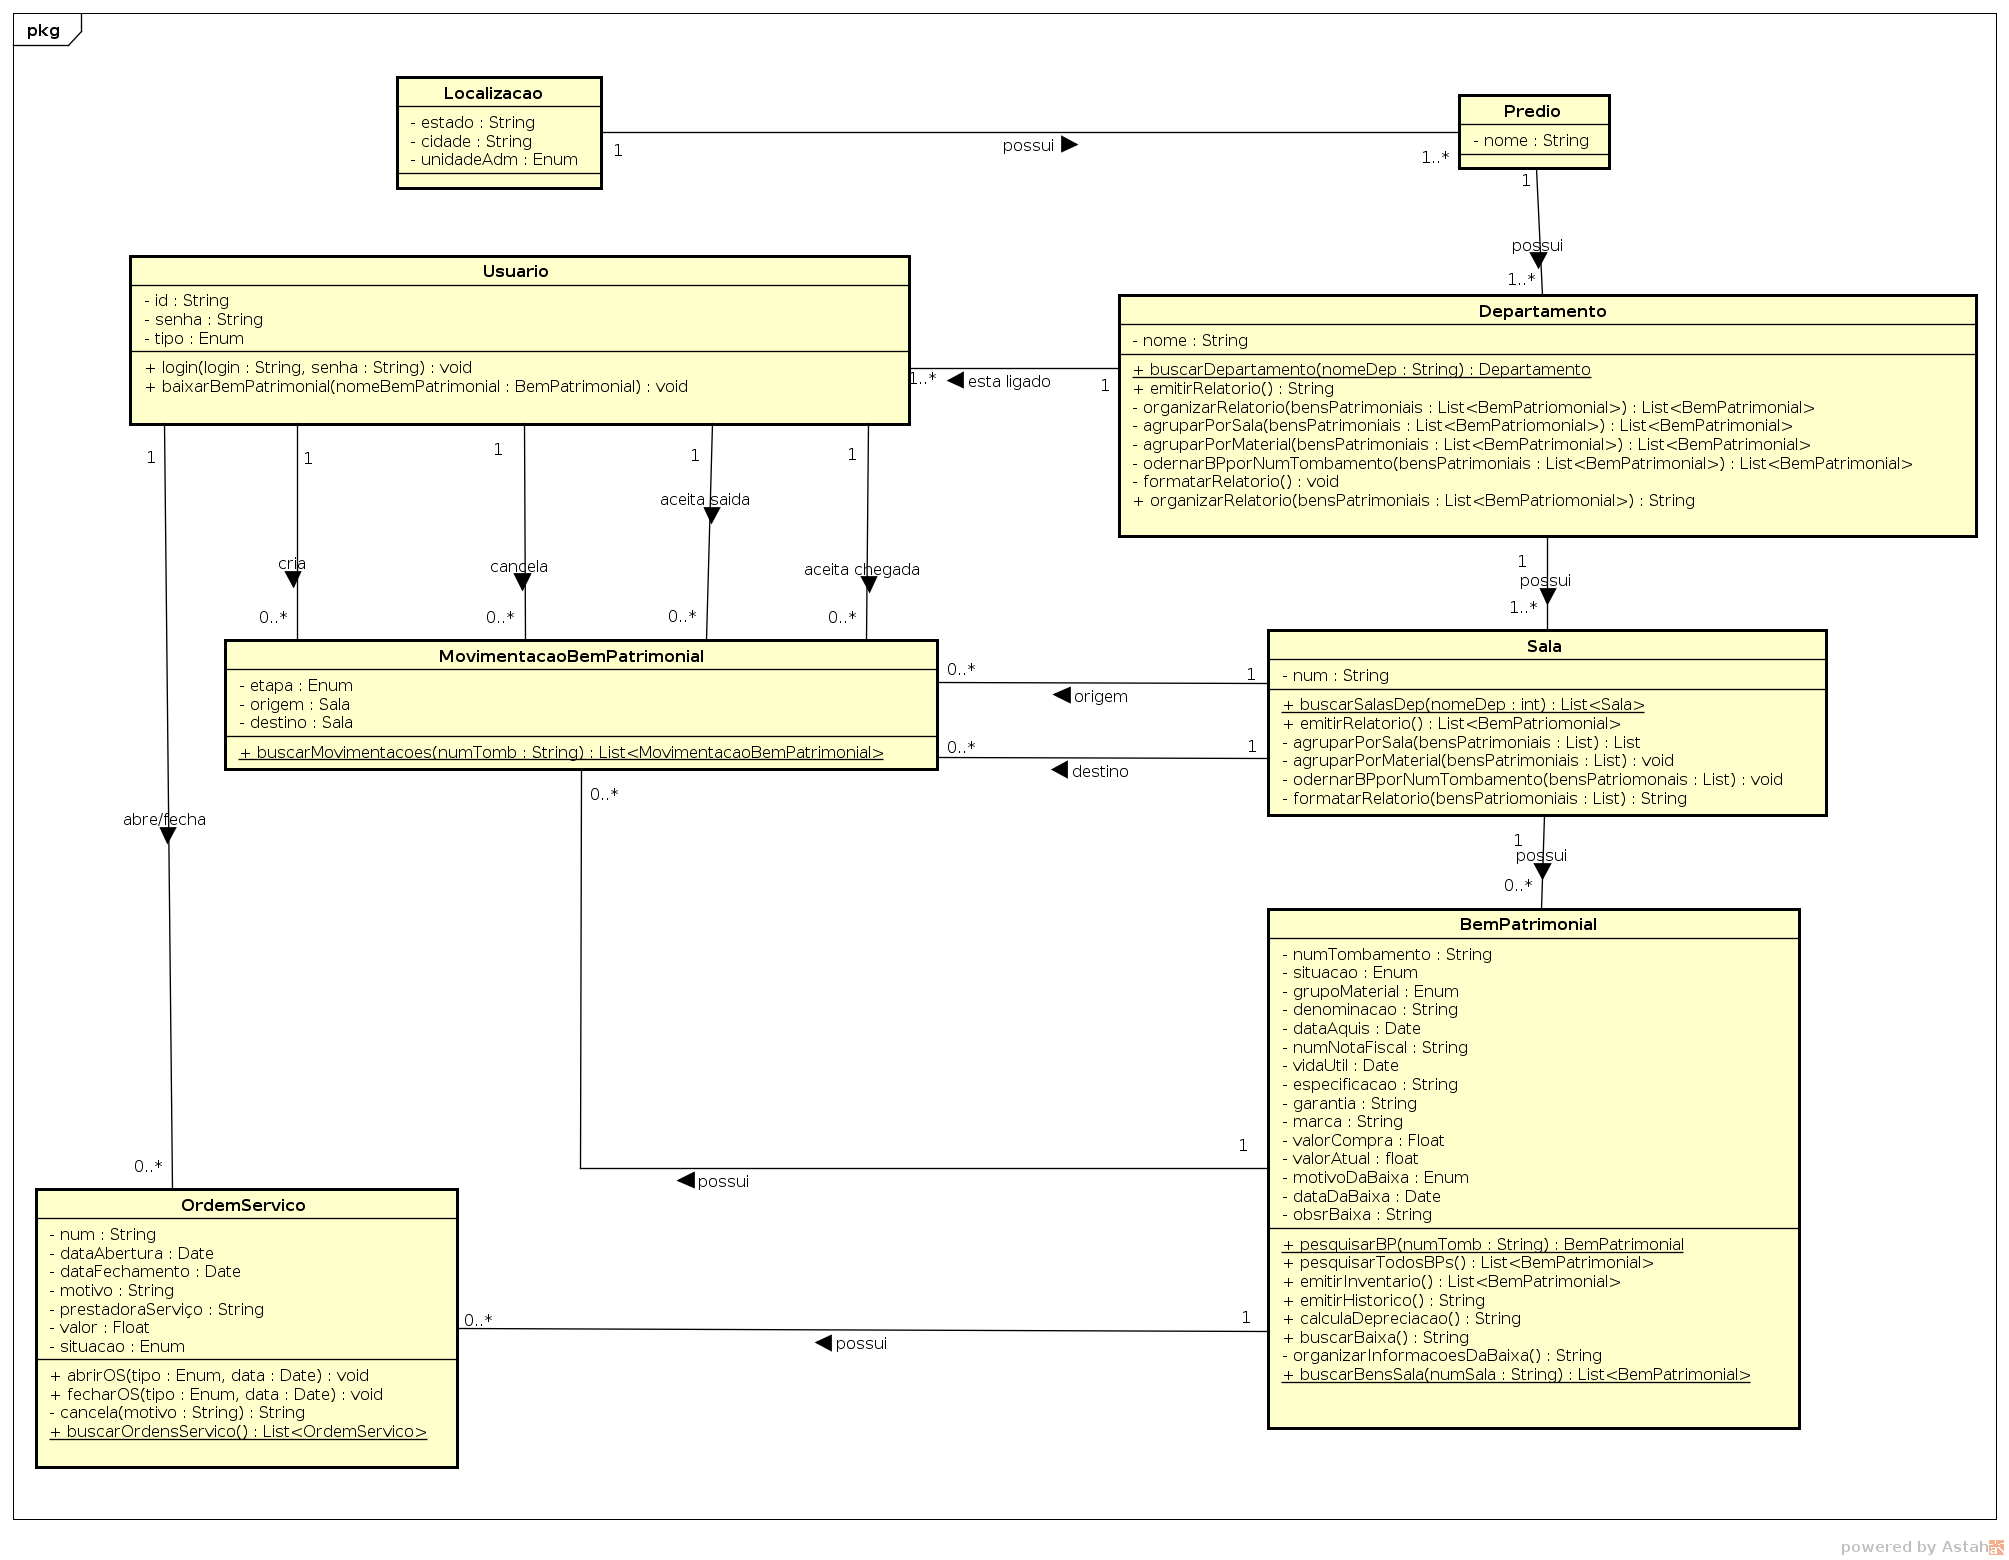 pkg
Localizacao
- estado : String
- cidade : String
- unidadeAdm : Enum
1
possui
1..*
Predio
- nome : String
1
possui
1..*
Usuario
- id : String
- senha : String
- tipo : Enum
+ login(login : String, senha : String) : void
+ baixarBemPatrimonial(nomeBemPatrimonial : BemPatrimonial) : void
1..*
esta ligado
1
Departamento
- nome : String
+ buscarDepartamento(nomeDep : String) : Departamento
+ emitirRelatorio() : String
- organizarRelatorio(bensPatrimoniais : List<BemPatriomonial>) : List<BemPatrimonial>
- agruparPorSala(bensPatrimoniais : List<BemPatriomonial>) : List<BemPatrimonial>
- agruparPorMaterial(bensPatrimoniais : List<BemPatrimonial>) : List<BemPatrimonial>
- odernarBPporNumTombamento(bensPatrimoniais : List<BemPatrimonial>) : List<BemPatrimonial>
- formatarRelatorio() : void
+ organizarRelatorio(bensPatrimoniais : List<BemPatriomonial>) : String
1
1
1
1
1
aceita saida
cria
cancela
aceita chegada
0..*
0..*
0..*
0..*
1
possui
1..*
MovimentacaoBemPatrimonial
- etapa : Enum
- origem : Sala
- destino : Sala
+ buscarMovimentacoes(numTomb : String) : List<MovimentacaoBemPatrimonial>
0..*
origem
1
0..*
destino
1
Sala
- num : String
+ buscarSalasDep(nomeDep : int) : List<Sala>
+ emitirRelatorio() : List<BemPatriomonial>
- agruparPorSala(bensPatrimoniais : List) : List
- agruparPorMaterial(bensPatrimoniais : List) : void
- odernarBPporNumTombamento(bensPatriomonais : List) : void
- formatarRelatorio(bensPatriomoniais : List) : String
0..*
abre/fecha
1
possui
0..*
BemPatrimonial
- numTombamento : String
- situacao : Enum
- grupoMaterial : Enum
- denominacao : String
- dataAquis : Date
- numNotaFiscal : String
- vidaUtil : Date
- especificacao : String
- garantia : String
- marca : String
- valorCompra : Float
- valorAtual : float
- motivoDaBaixa : Enum
- dataDaBaixa : Date
- obsrBaixa : String
+ pesquisarBP(numTomb : String) : BemPatrimonial
+ pesquisarTodosBPs() : List<BemPatrimonial>
+ emitirInventario() : List<BemPatrimonial>
+ emitirHistorico() : String
+ calculaDepreciacao() : String
+ buscarBaixa() : String
- organizarInformacoesDaBaixa() : String
+ buscarBensSala(numSala : String) : List<BemPatrimonial>
1
possui
0..*
OrdemServico
- num : String
- dataAbertura : Date
- dataFechamento : Date
- motivo : String
- prestadoraServiço : String
- valor : Float
- situacao : Enum
+ abrirOS(tipo : Enum, data : Date) : void
+ fecharOS(tipo : Enum, data : Date) : void
- cancela(motivo : String) : String
+ buscarOrdensServico() : List<OrdemServico>
0..*
possui
1
powered by Astah